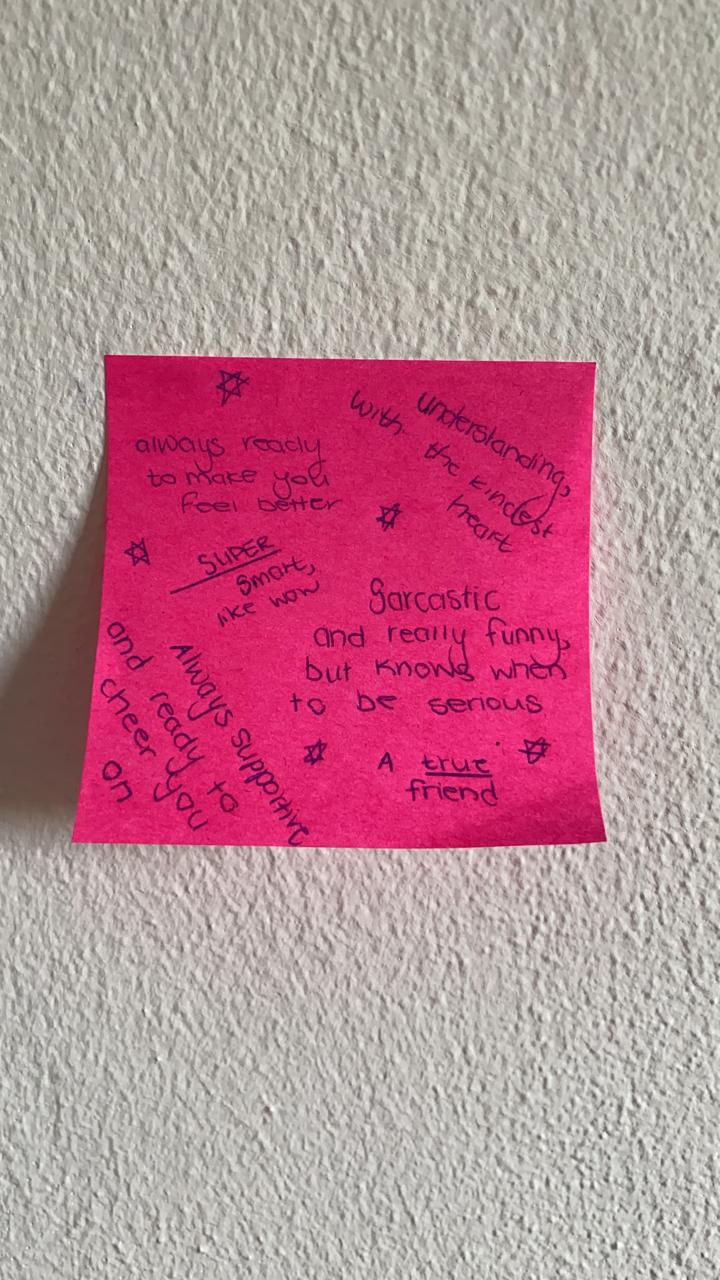 always ready
to make you
feel better
understanding,
with the kindest
heart
SUPER
smart,
like wow
Sarcastic
and really funny,
but knows when
to be serious
Always supportive
and ready to
cheer you
on
A true
friend